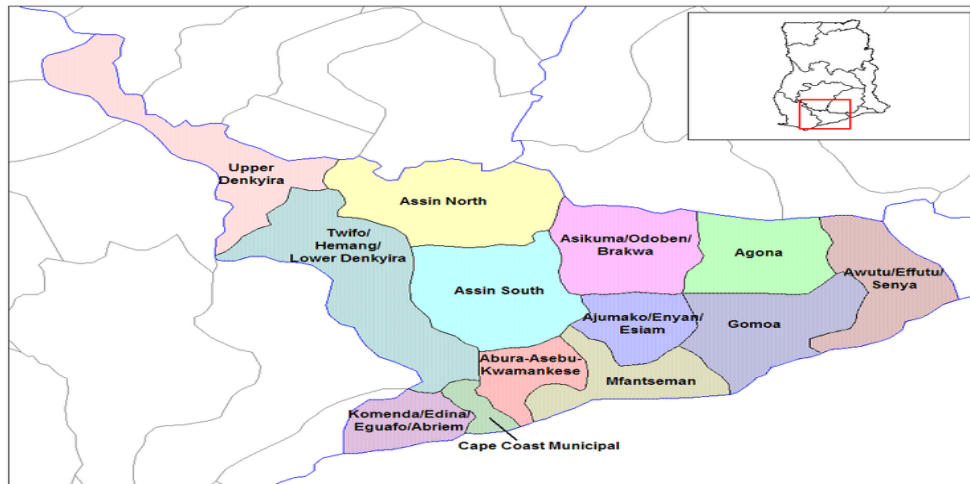 Upper
Denkyira
Assin North
Twifo/
Hemang/
Lower Denkyira
Asikuma/Odoben/
Brakwa
Agona
Awutu/Effutu/
Senya
Assin South
Ajumako/Enyan/
Esiam
Gomoa
Abura-Asebu-
Kwamankese
Mfantseman
Komenda/Edina/
Eguafo/Abriem
Cape Coast Municipal